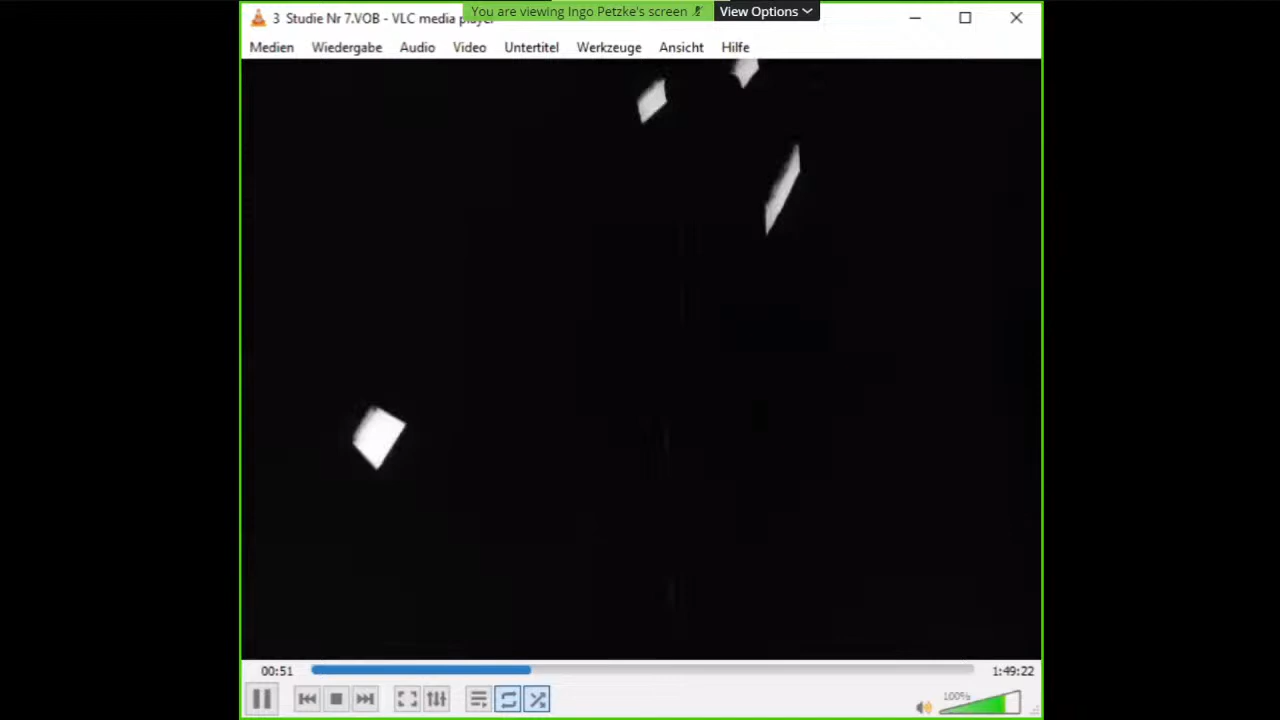 You are viewing Ingo Petzke's screen
View Options
3 Studie Nr 7.VOB - VLC media player
Medien Wiedergabe Audio Video Untertitel Werkzeuge Ansicht Hilfe
00:51
1:49:22
100%